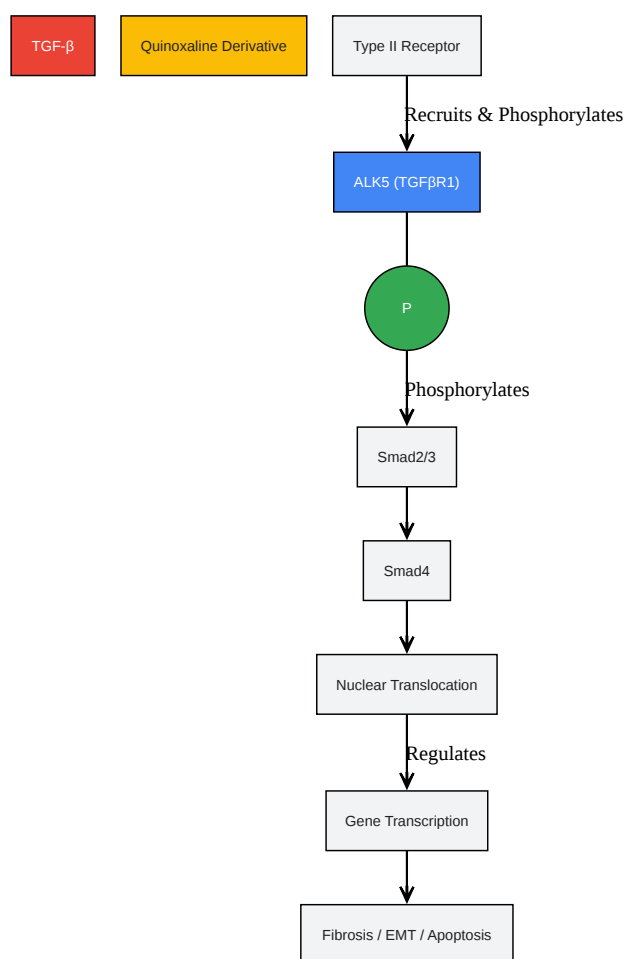 TGF-β
Quinoxaline Derivative
Type II Receptor
Recruits & Phosphorylates
ALK5 (TGFβR1)
P
Phosphorylates
Smad2/3
Smad4
Nuclear Translocation
Regulates
Gene Transcription
Fibrosis / EMT / Apoptosis